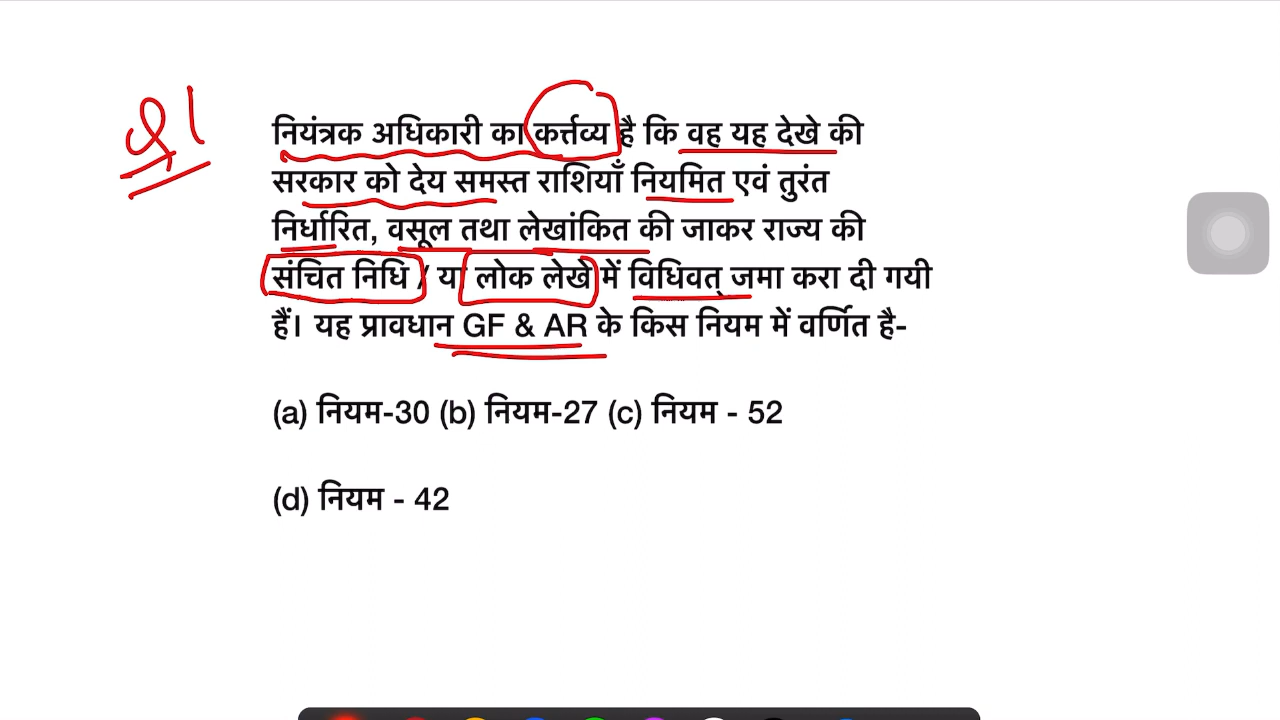 प्र1
नियंत्रक अधिकारी का कर्त्तव्य है कि वह यह देखे की
सरकार को देय समस्त राशियाँ नियमित एवं तुरंत
निर्धारित, वसूल तथा लेखांकित की जाकर राज्य की
संचित निधि / या लोक लेखे में विधिवत् जमा करा दी गयी
हैं। यह प्रावधान GF & AR के किस नियम में वर्णित है-
(a) नियम-30 (b) नियम-27 (c) नियम - 52
(d) नियम - 42